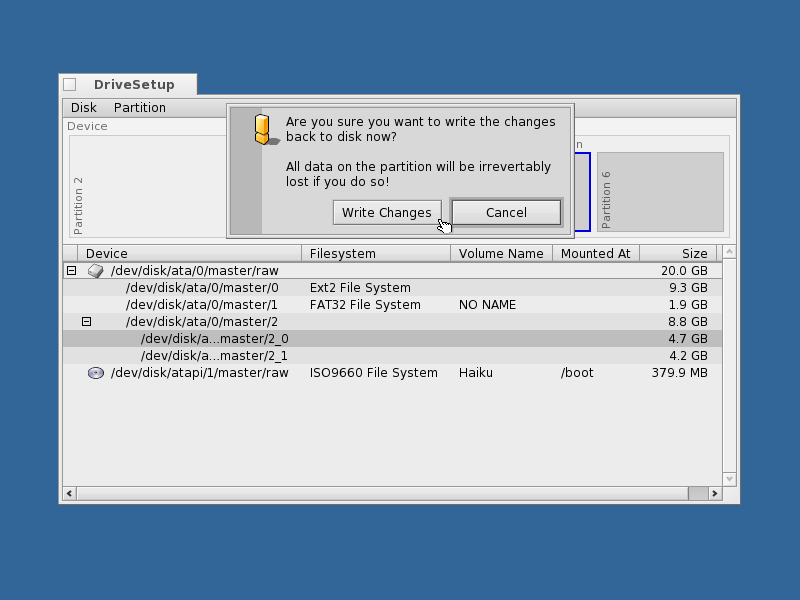 DriveSetup
Disk Partition
Are you sure you want to write the changes
back to disk now?
All data on the partition will be irrevertably
lost if you do so!
Write Changes Cancel
Device
Partition 2
n
Partition 6
Device Filesystem Volume Name Mounted At Size
/dev/disk/ata/0/master/raw 20.0 GB
/dev/disk/ata/0/master/0 Ext2 File System 9.3 GB
/dev/disk/ata/0/master/1 FAT32 File System NO NAME 1.9 GB
/dev/disk/ata/0/master/2 8.8 GB
/dev/disk/a...master/2_0 4.7 GB
/dev/disk/a...master/2_1 4.2 GB
/dev/disk/atapi/1/master/raw ISO9660 File System Haiku /boot 379.9 MB